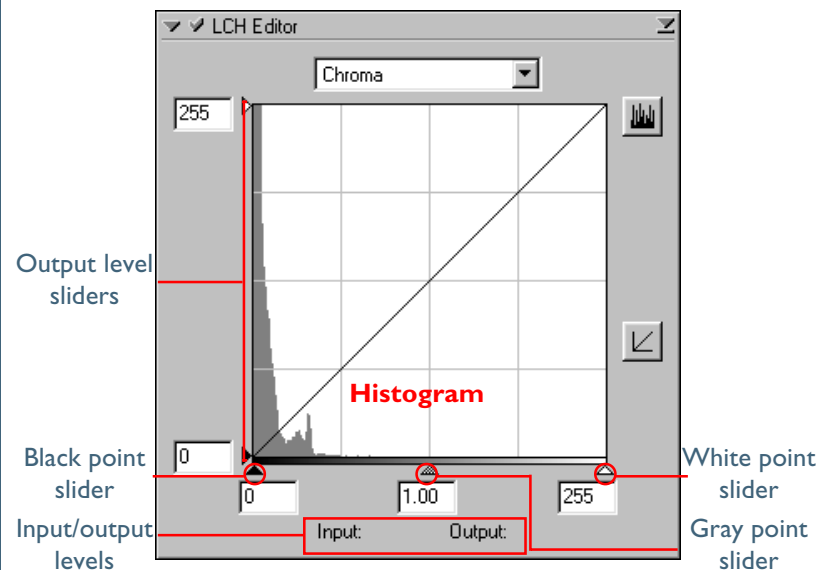 LCH Editor
Chroma
255
Output level
sliders
Histogram
0
Black point
slider
White point
slider
0
1.00
255
Input/output
levels
Input:
Output:
Gray point
slider